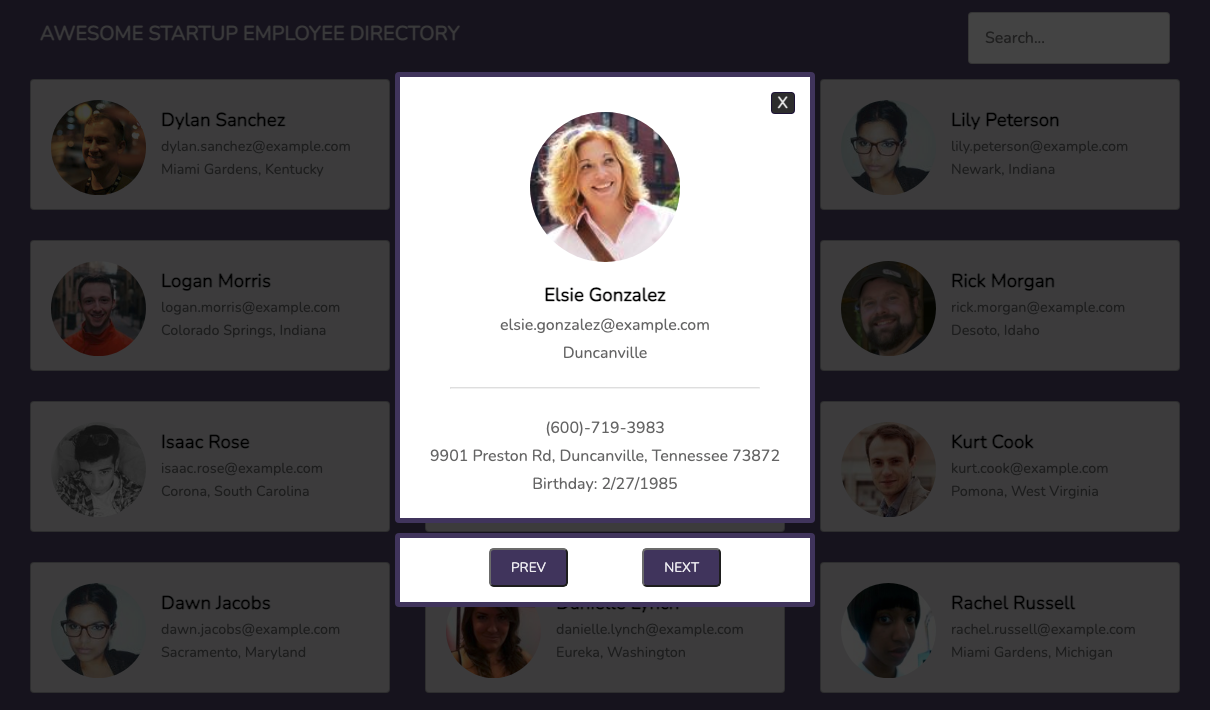 AWESOME STARTUP EMPLOYEE DIRECTORY
Search...
Dylan Sanchez
dylan.sanchez@example.com
Miami Gardens, Kentucky
X
Elsie Gonzalez
elsie.gonzalez@example.com
Duncanville
(600)-719-3983
9901 Preston Rd, Duncanville, Tennessee 73872
Birthday: 2/27/1985
PREV
NEXT
Lily Peterson
lily.peterson@example.com
Newark, Indiana
Logan Morris
logan.morris@example.com
Colorado Springs, Indiana
Rick Morgan
rick.morgan@example.com
Desoto, Idaho
Isaac Rose
isaac.rose@example.com
Corona, South Carolina
Kurt Cook
kurt.cook@example.com
Pomona, West Virginia
Dawn Jacobs
dawn.jacobs@example.com
Sacramento, Maryland
Danielle Lynch
danielle.lynch@example.com
Eureka, Washington
Rachel Russell
rachel.russell@example.com
Miami Gardens, Michigan